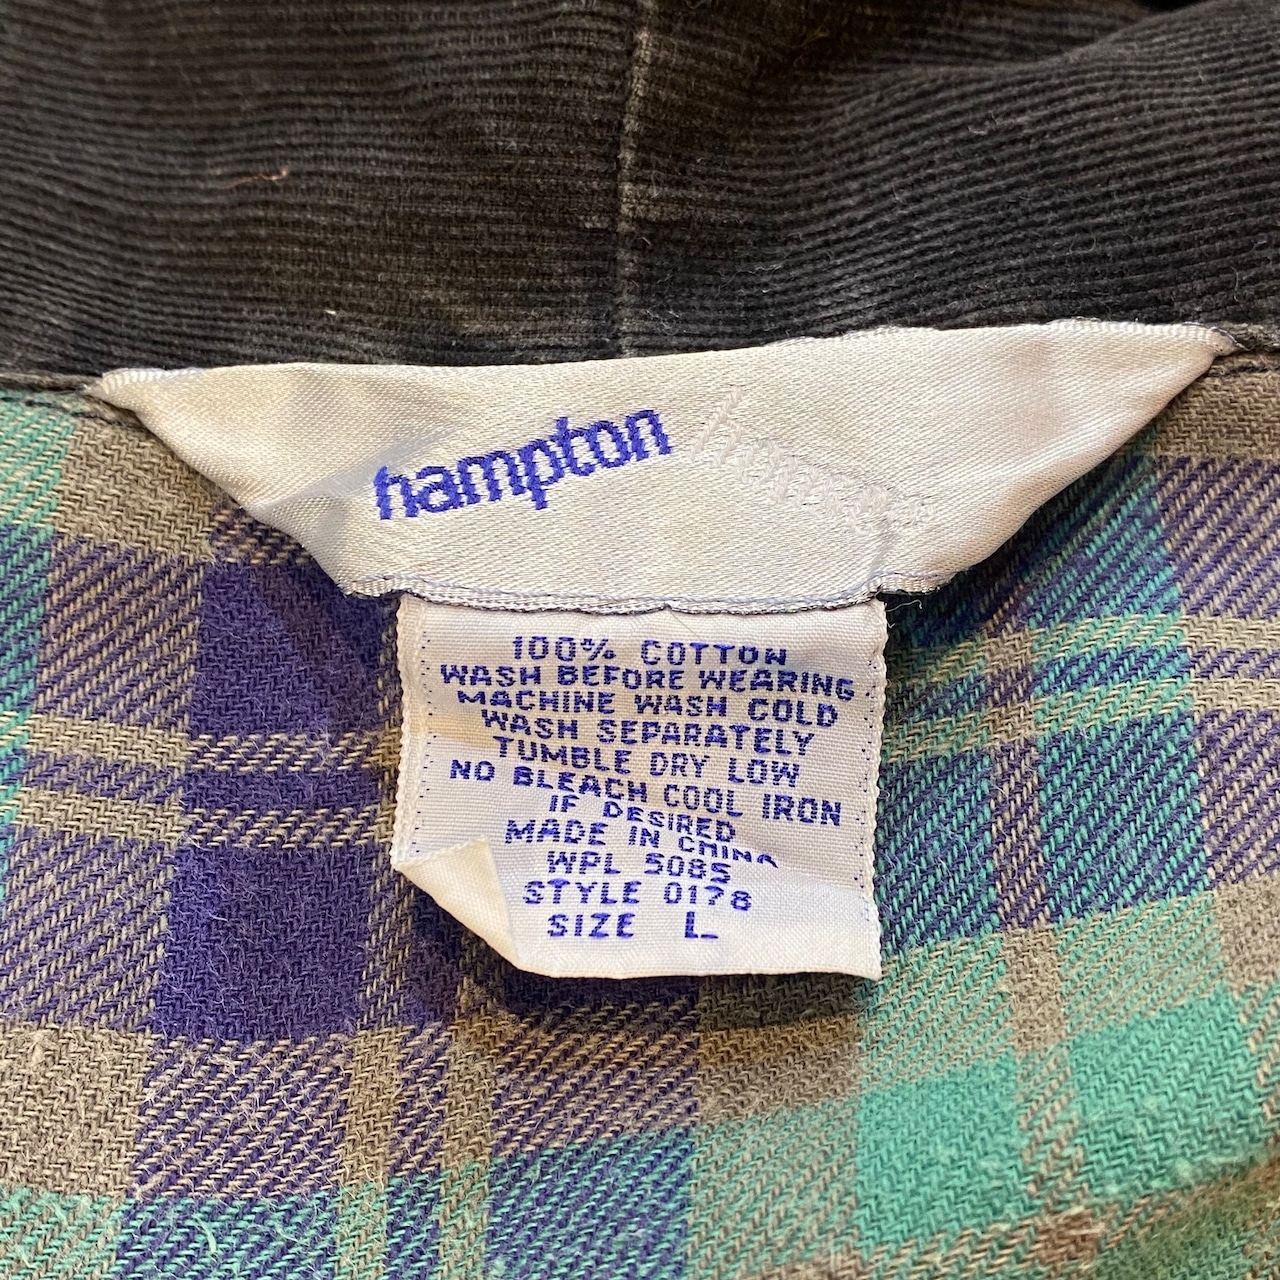 hampton
100% COTTON
WASH BEFORE WEARING
MACHINE WASH COLD
WASH SEPARATELY
TUMBLE DRY LOW
NO BLEACH COOL IRON
IF DESIRED
MADE IN CHINA
WPL 5085
STYLE 0178
SIZE L